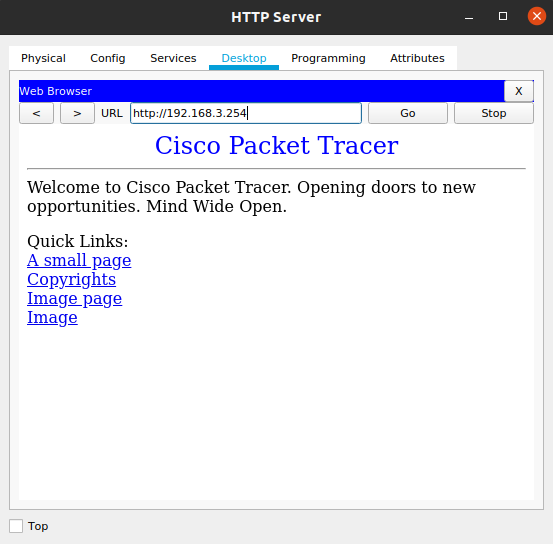 HTTP Server
Physical Config Services Desktop Programming Attributes
Web Browser X
< > URL http://192.168.3.254 Go Stop
Cisco Packet Tracer
Welcome to Cisco Packet Tracer. Opening doors to new
opportunities. Mind Wide Open.
Quick Links:
A small page
Copyrights
Image page
Image
Top